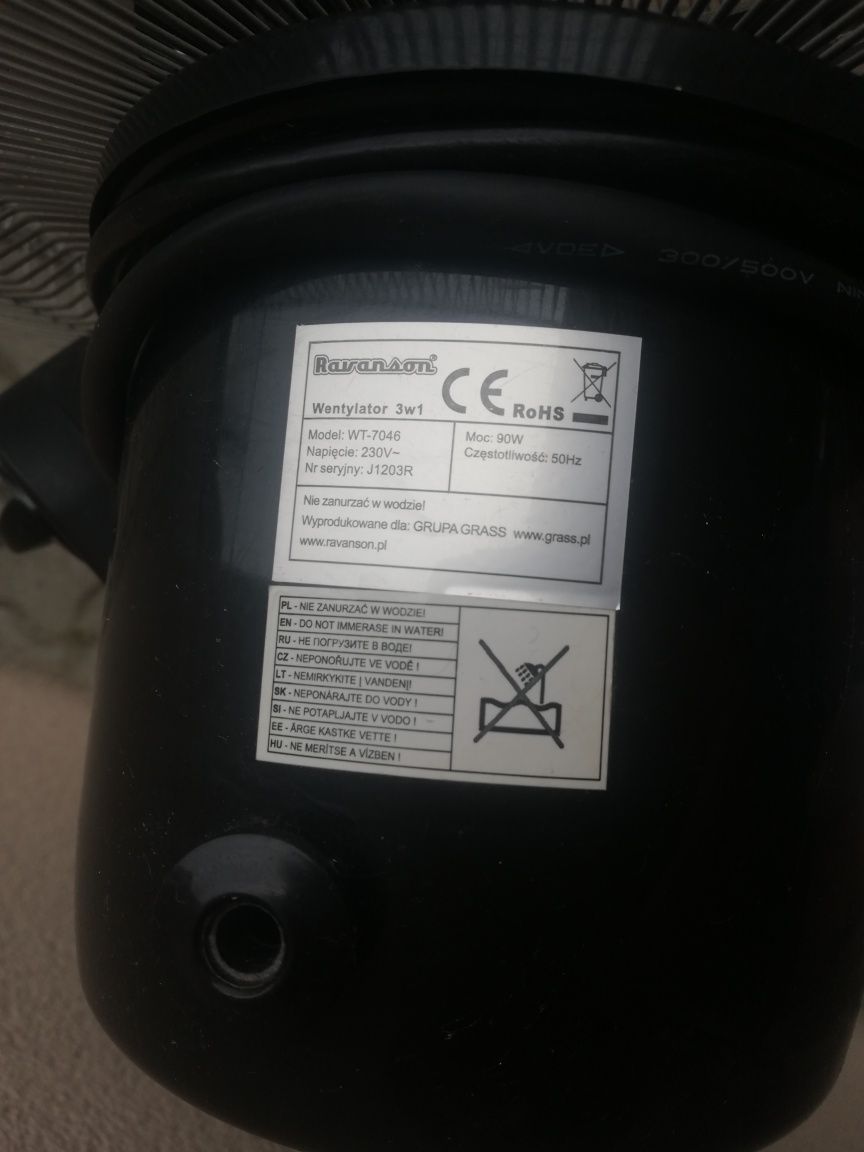 ◁VDE▷ 300/500V
Ravanson®
CE RoHS
Wentylator 3w1
Model: WT-7046
Napięcie: 230V~
Nr seryjny: J1203R
Moc: 90W
Częstotliwość: 50Hz
Nie zanurzać w wodzie!
Wyprodukowane dla: GRUPA GRASS www.grass.pl
www.ravanson.pl
PL - NIE ZANURZAĆ W WODZIE!
EN - DO NOT IMMERASE IN WATER!
RU - НЕ ПОГРУЗИТЕ В ВОДЕ!
CZ - NEPONOŘUJTE VE VODĚ !
LT - NEMIRKYKITE Į VANDENĮ!
SK - NEPONÁRAJTE DO VODY !
SI - NE POTAPLJAJTE V VODO !
EE - ÄRGE KASTKE VETTE !
HU - NE MERÍTSE A VÍZBEN !